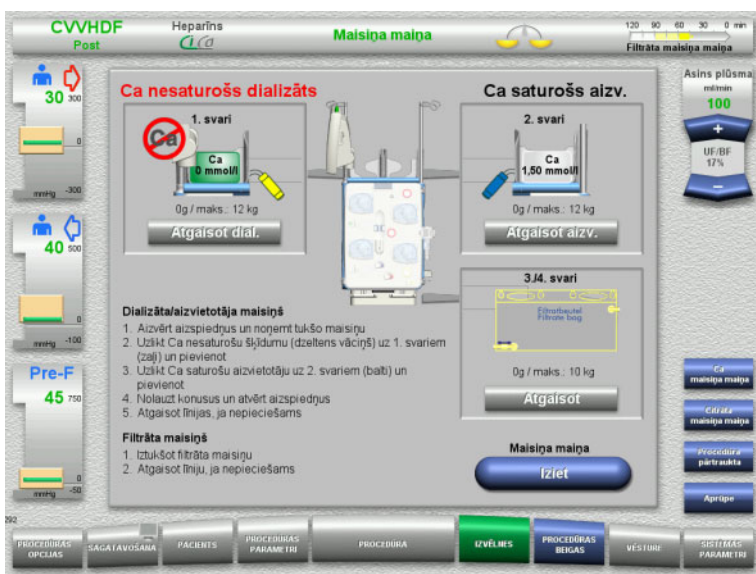 CVVHDF
Post
Heparīns
CiCa
Maisiņa maiņa
120 90 60 30 0 min
Filtrāta maisiņa maiņa
30 300
0
mmHg -300
40 500
0
mmHg -100
Pre-F
45 750
0
mmHg -50
Ca nesaturošs dializāts
1. svari
Ca
Ca
0 mmol/l
0g / maks.: 12 kg
Atgaisot dial.
Ca saturošs aizv.
2. svari
Ca
1,50 mmol/l
0g / maks.: 12 kg
Atgaisot aizv.
3./4. svari
Filtratbeutel
Filtrate bag
0g / maks.: 10 kg
Atgaisot
Dializāta/aizvietotāja maisiņš
1. Aizvērt aizspiedņus un noņemt tukšo maisiņu
2. Uzlikt Ca nesaturošu šķīdumu (dzeltens vāciņš) uz 1. svariem
(zaļi) un pievienot
3. Uzlikt Ca saturošu aizvietotāju uz 2. svariem (balti) un
pievienot
4. Nolauzt konusus un atvērt aizspiedņus
5. Atgaisot līnijas, ja nepieciešams
Filtrāta maisiņš
1. Iztukšot filtrāta maisiņu
2. Atgaisot līniju, ja nepieciešams
Maisiņa maiņa
Iziet
Asins plūsma
ml/min
100
+
UF/BF
17%
−
Ca
maisiņa maiņa
Citrāta
maisiņa maiņa
Procedūra
pārtraukta
Aprūpe
292
PROCEDŪRAS
OPCIJAS
SAGATAVOŠANA
PACIENTS
PROCEDŪRAS
PARAMETRI
PROCEDŪRA
IZVĒLNES
PROCEDŪRAS
BEIGAS
VĒSTURE
SISTĒMAS
PARAMETRI